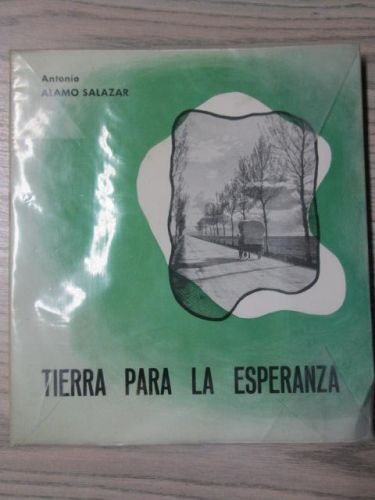 Antonio
ALAMO SALAZAR
TIERRA PARA LA ESPERANZA